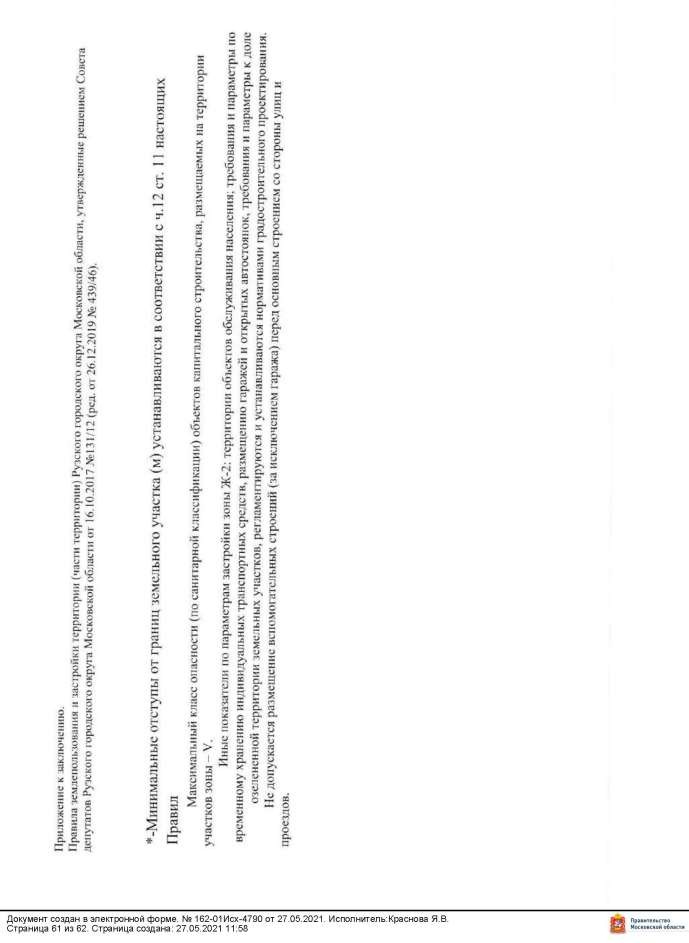 Приложение к заключению.
Правила землепользования и застройки территории (части территории) Рузского городского округа Московской области, утвержденные решением Совета
депутатов Рузского городского округа Московской области от 16.10.2017 №131/12 (ред. от 26.12.2019 № 439/46).
*-Минимальные отступы от границ земельного участка (м) устанавливаются в соответствии с ч.12 ст. 11 настоящих
Правил
Максимальный класс опасности (по санитарной классификации) объектов капитального строительства, размещаемых на территории
участков зоны – V.
Иные показатели по параметрам застройки зоны Ж-2: территории объектов обслуживания населения; требования и параметры по
временному хранению индивидуальных транспортных средств, размещению гаражей и открытых автостоянок, требования и параметры к доле
озелененной территории земельных участков, регламентируются и устанавливаются нормативами градостроительного проектирования.
Не допускается размещение вспомогательных строений (за исключением гаража) перед основным строением со стороны улиц и
проездов.
Документ создан в электронной форме. № 162-01Исх-4790 от 27.05.2021. Исполнитель:Краснова Я.В.
Страница 61 из 62. Страница создана: 27.05.2021 11:58
Правительство
Московской области